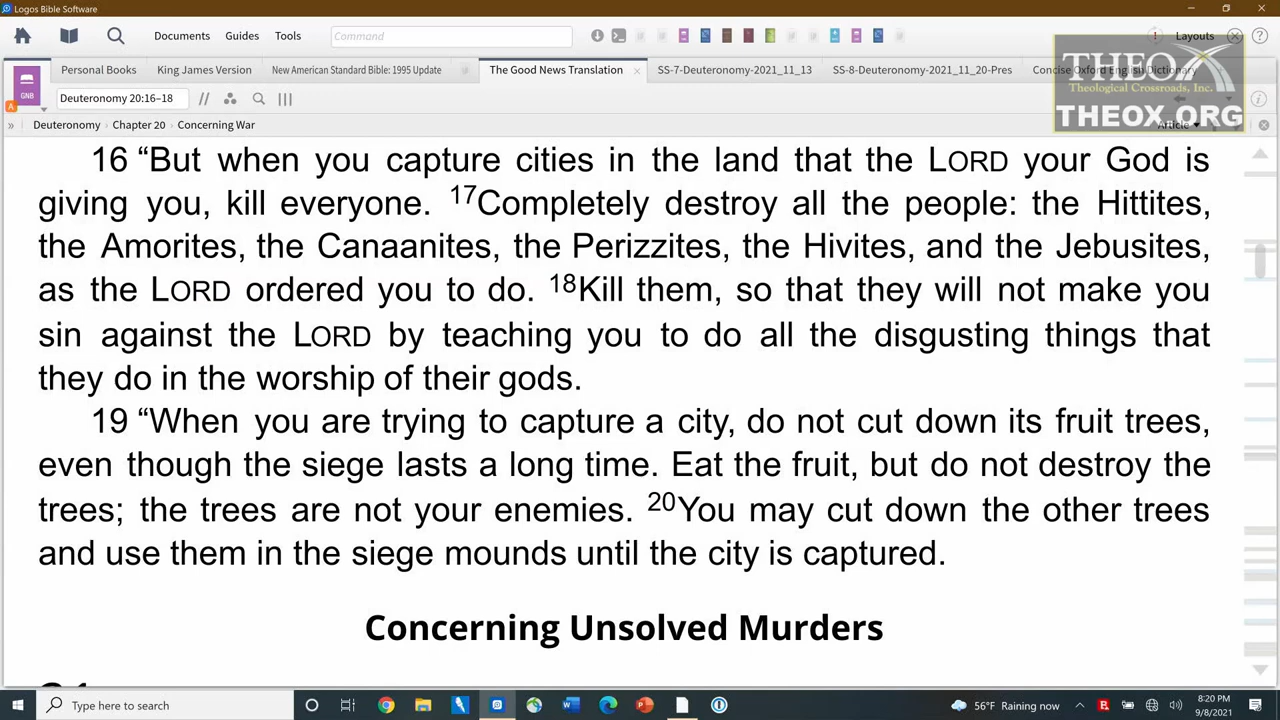 Logos Bible Software
Documents Guides Tools Command Layouts
THEOX
Theological Crossroads, Inc.
THEOX.ORG
Personal Books King James Version New American Stand The Good News Translation SS-7-Deuteronomy-2021_11_13 SS-8-Deuteronomy-2021_11_20-Pres Concise Oxford English Dictionary
GNB
A
Deuteronomy 20:16–18
Deuteronomy Chapter 20 Concerning War Article
16 “But when you capture cities in the land that the LORD your God is
giving you, kill everyone. 17Completely destroy all the people: the Hittites,
the Amorites, the Canaanites, the Perizzites, the Hivites, and the Jebusites,
as the LORD ordered you to do. 18Kill them, so that they will not make you
sin against the LORD by teaching you to do all the disgusting things that
they do in the worship of their gods.
19 “When you are trying to capture a city, do not cut down its fruit trees,
even though the siege lasts a long time. Eat the fruit, but do not destroy the
trees; the trees are not your enemies. 20You may cut down the other trees
and use them in the siege mounds until the city is captured.
Concerning Unsolved Murders
Type here to search
56°F Raining now
8:20 PM
9/8/2021